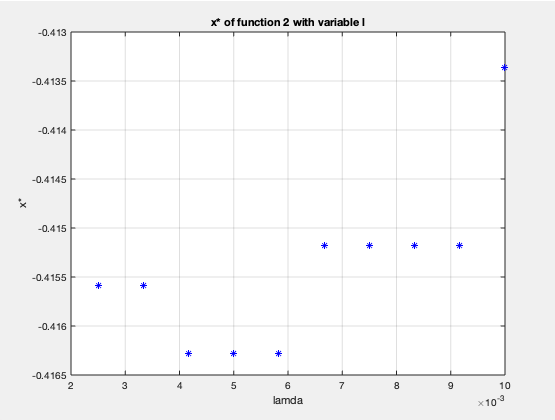 x* of function 2 with variable l
-0.413
-0.4135
-0.414
-0.4145
-0.415
-0.4155
-0.416
-0.4165
x*
2 3 4 5 6 7 8 9 10
lamda
×10⁻³